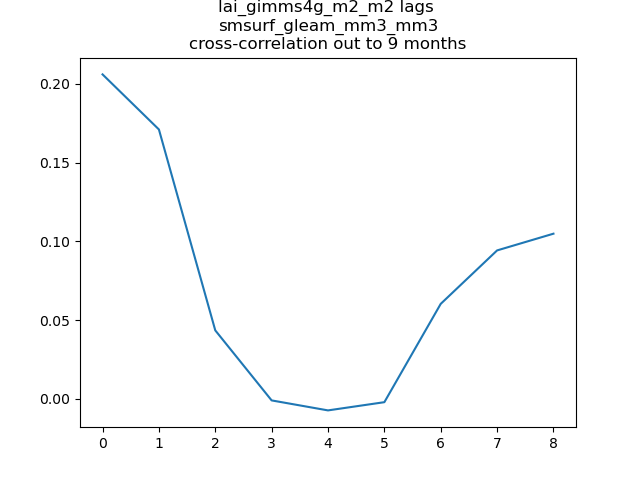 lai_gimms4g_m2_m2 lags
smsurf_gleam_mm3_mm3
cross-correlation out to 9 months
0.20
0.15
0.10
0.05
0.00
0 1 2 3 4 5 6 7 8